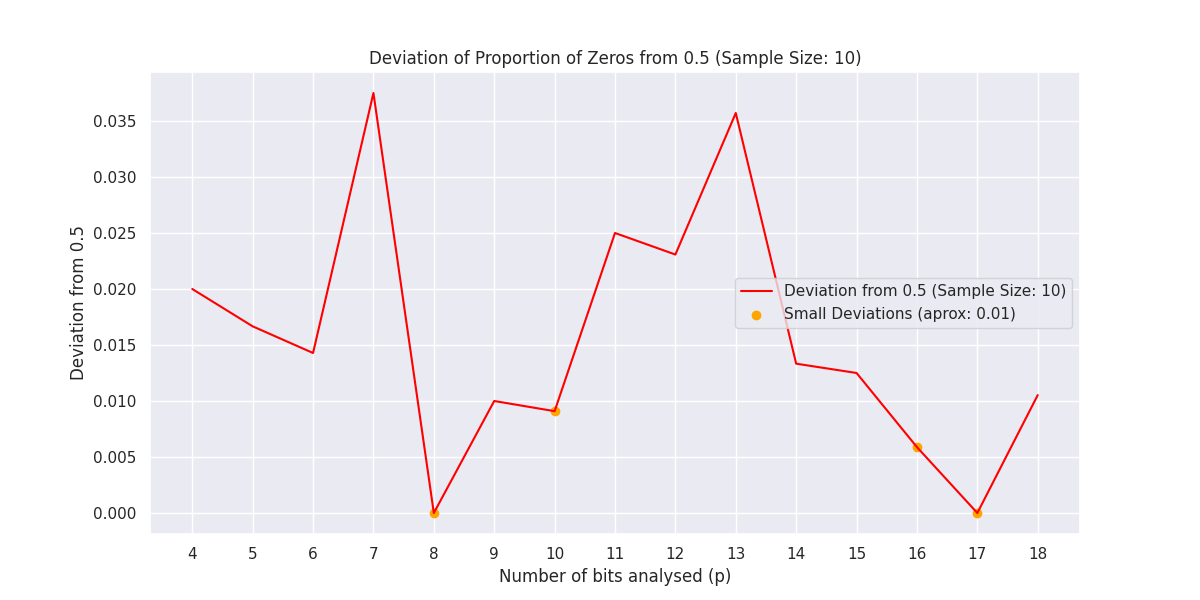 Deviation of Proportion of Zeros from 0.5 (Sample Size: 10)
Deviation from 0.5
0.035
0.030
0.025
0.020
0.015
0.010
0.005
0.000
Deviation from 0.5 (Sample Size: 10)
Small Deviations (aprox: 0.01)
4 5 6 7 8 9 10 11 12 13 14 15 16 17 18
Number of bits analysed (p)